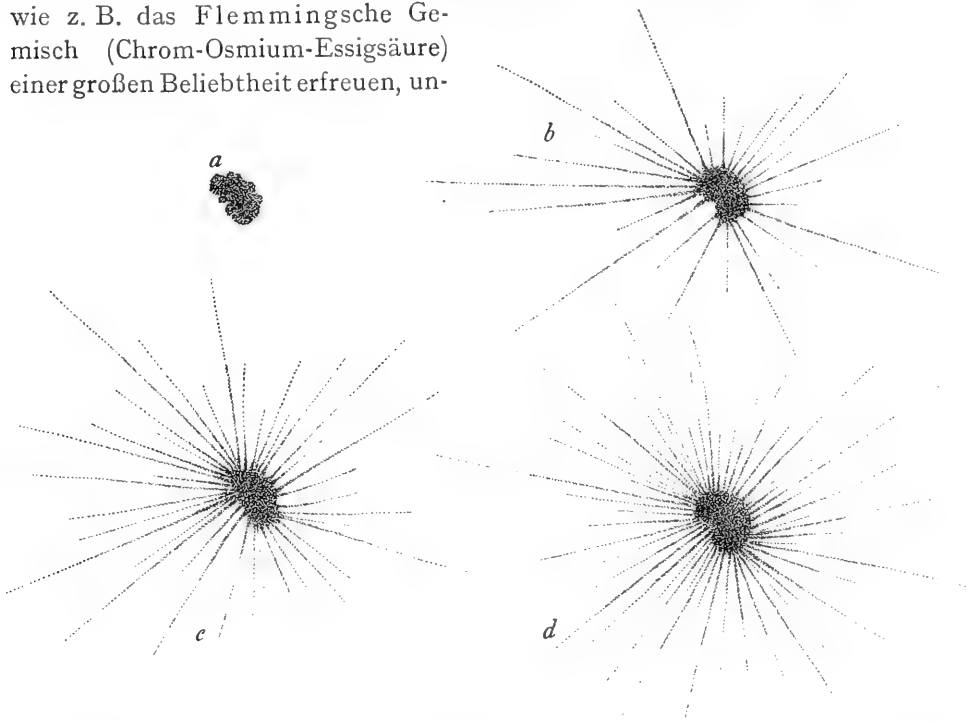 wie z. B. das Flemmingsche Ge-
misch (Chrom-Osmium-Essigsäure)
einer großen Beliebtheit erfreuen, un-
a
b
c
d